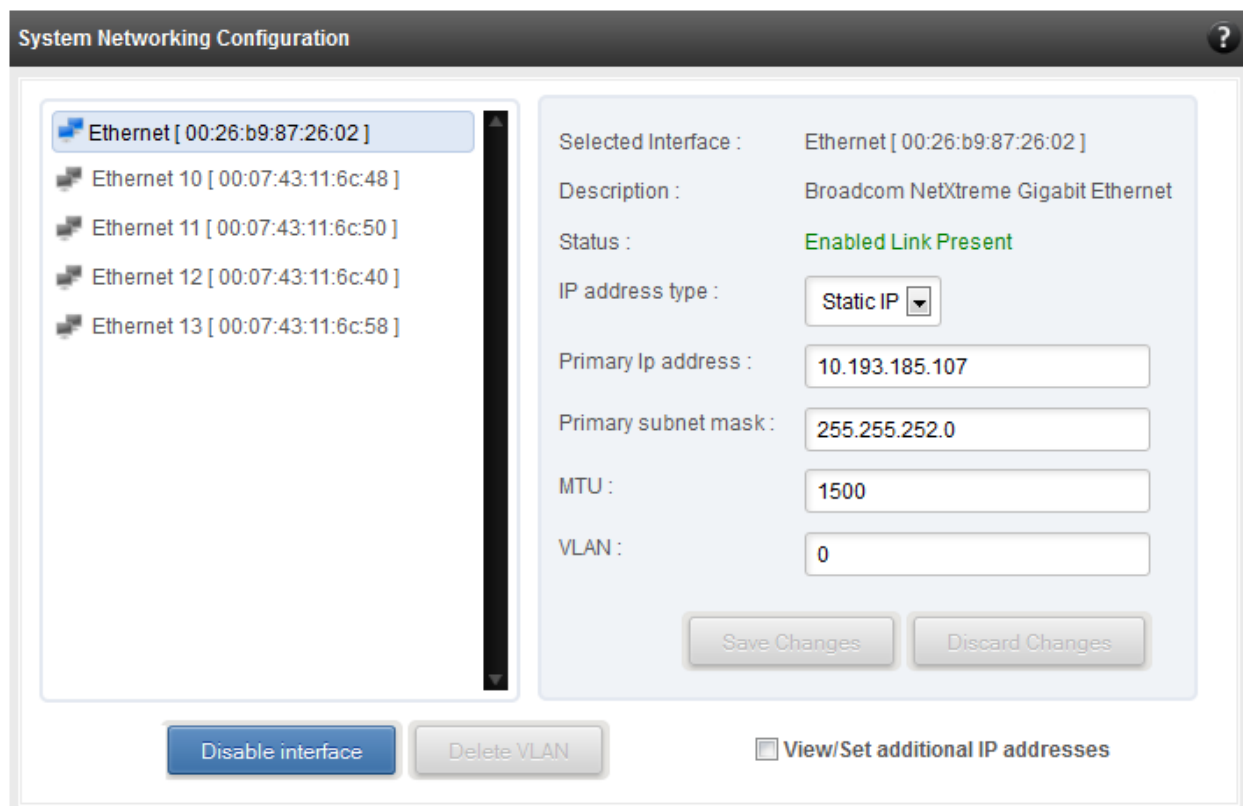 System Networking Configuration
?
Ethernet [ 00:26:b9:87:26:02 ]
Ethernet 10 [ 00:07:43:11:6c:48 ]
Ethernet 11 [ 00:07:43:11:6c:50 ]
Ethernet 12 [ 00:07:43:11:6c:40 ]
Ethernet 13 [ 00:07:43:11:6c:58 ]
Selected Interface : Ethernet [ 00:26:b9:87:26:02 ]
Description : Broadcom NetXtreme Gigabit Ethernet
Status : Enabled Link Present
IP address type : Static IP
Primary Ip address : 10.193.185.107
Primary subnet mask : 255.255.252.0
MTU : 1500
VLAN : 0
Save Changes Discard Changes
Disable interface Delete VLAN View/Set additional IP addresses